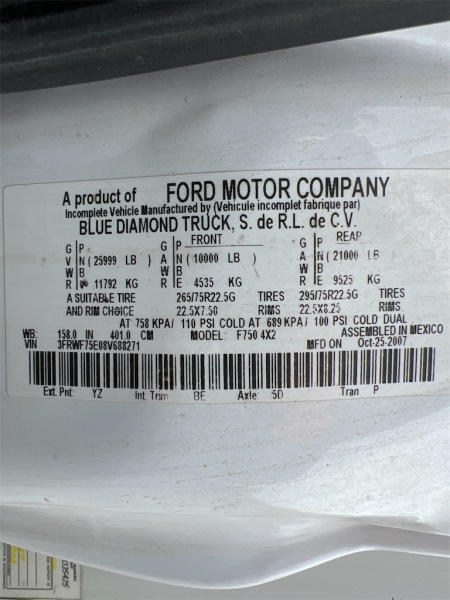 A product of FORD MOTOR COMPANY
Incomplete Vehicle Manufactured by (Vehicule incomplet fabrique par)
BLUE DIAMOND TRUCK, S. de R.L. de C.V.
G P FRONT G P REAR
V N (25999 LB) A N (10000 LB) A N (21000 LB)
W B W B W B
R \ 11792 KG R E 4535 KG R E 9525 KG
A SUITABLE TIRE 265/75R22.5G TIRES 295/75R22.5G TIRES
AND RIM CHOICE 22.5X7.50 RIMS 22.5X8.25 RIMS
AT 758 KPA/ 110 PSI COLD AT 689 KPA/ 100 PSI COLD DUAL
WB: 158.0 IN 401.0 CM MODEL: F750 4X2 ASSEMBLED IN MEXICO
VIN 3FRWF75E08V688271 MFD ON Oct-25-2007
Ext. Pnt: YZ Int. Trim BE Axle: 5D Tran P